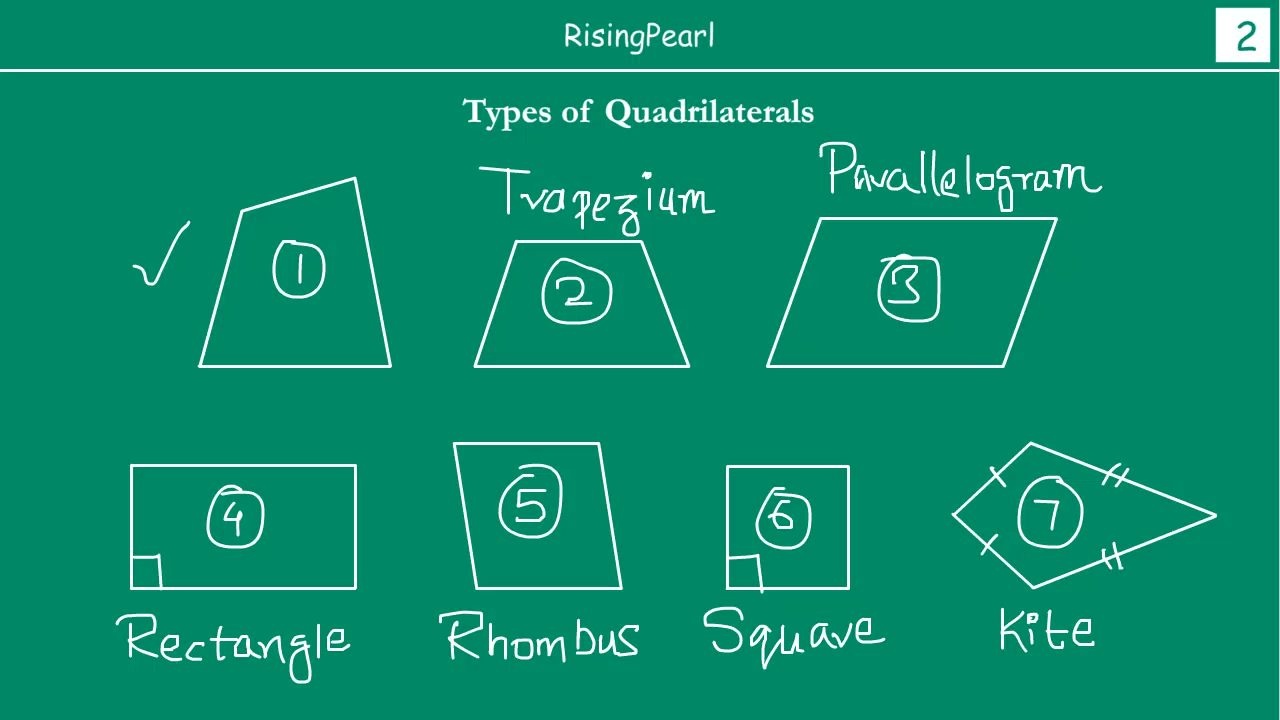 RisingPearl
2
Types of Quadrilaterals
Trapezium
Parallelogram
1
2
3
4
5
6
7
Rectangle
Rhombus
Square
Kite